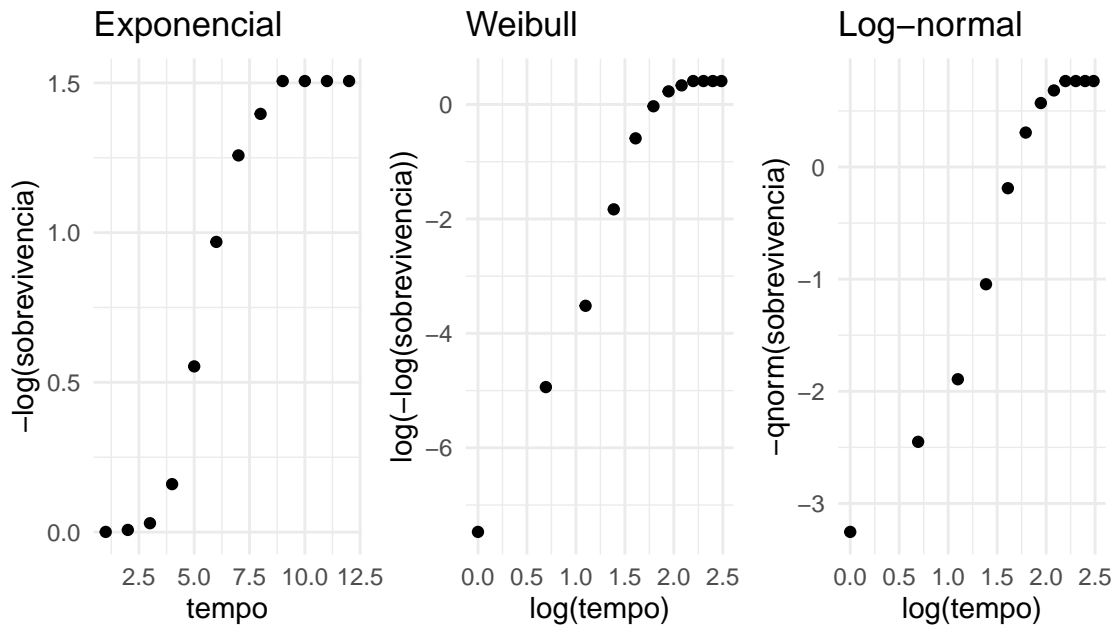 Exponencial
−log(sobrevivencia)
1.5
1.0
0.5
0.0
2.5 5.0 7.5 10.0 12.5
tempo
Weibull
log(−log(sobrevivencia))
0
−2
−4
−6
0.0 0.5 1.0 1.5 2.0 2.5
log(tempo)
Log−normal
−qnorm(sobrevivencia)
0
−1
−2
−3
0.0 0.5 1.0 1.5 2.0 2.5
log(tempo)